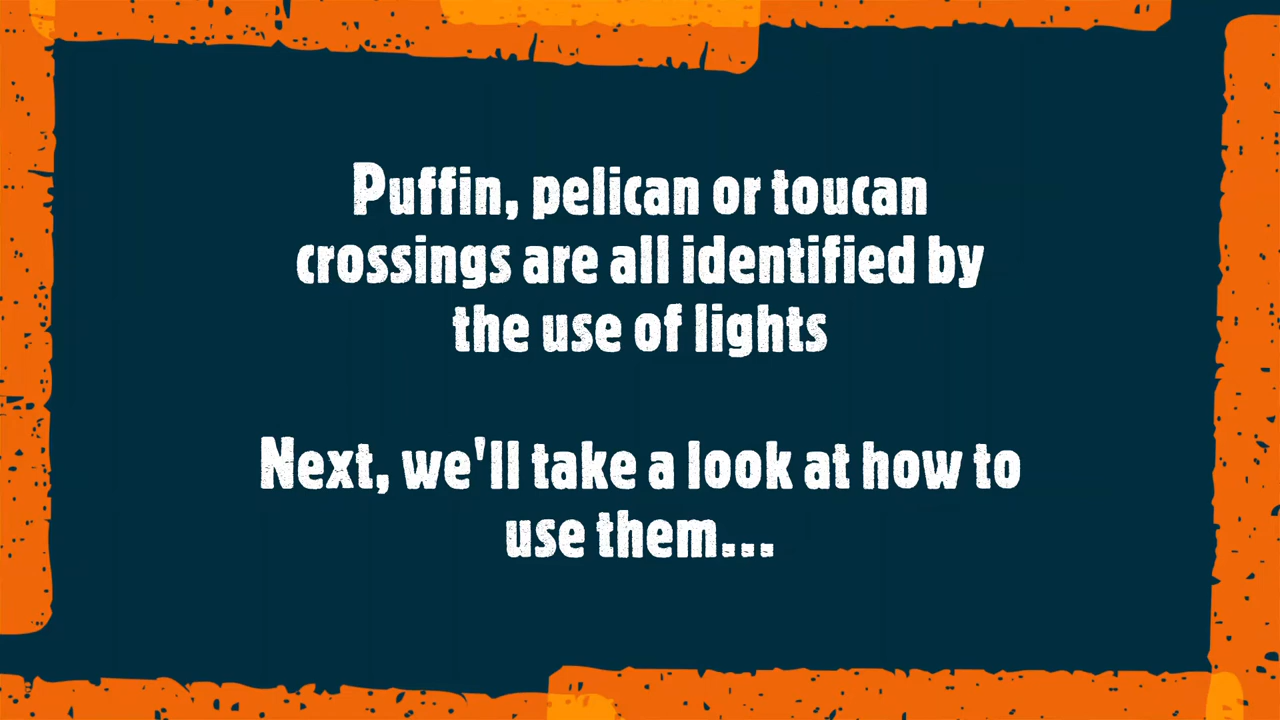 Puffin, pelican or toucan
crossings are all identified by
the use of lights
Next, we'll take a look at how to
use them...